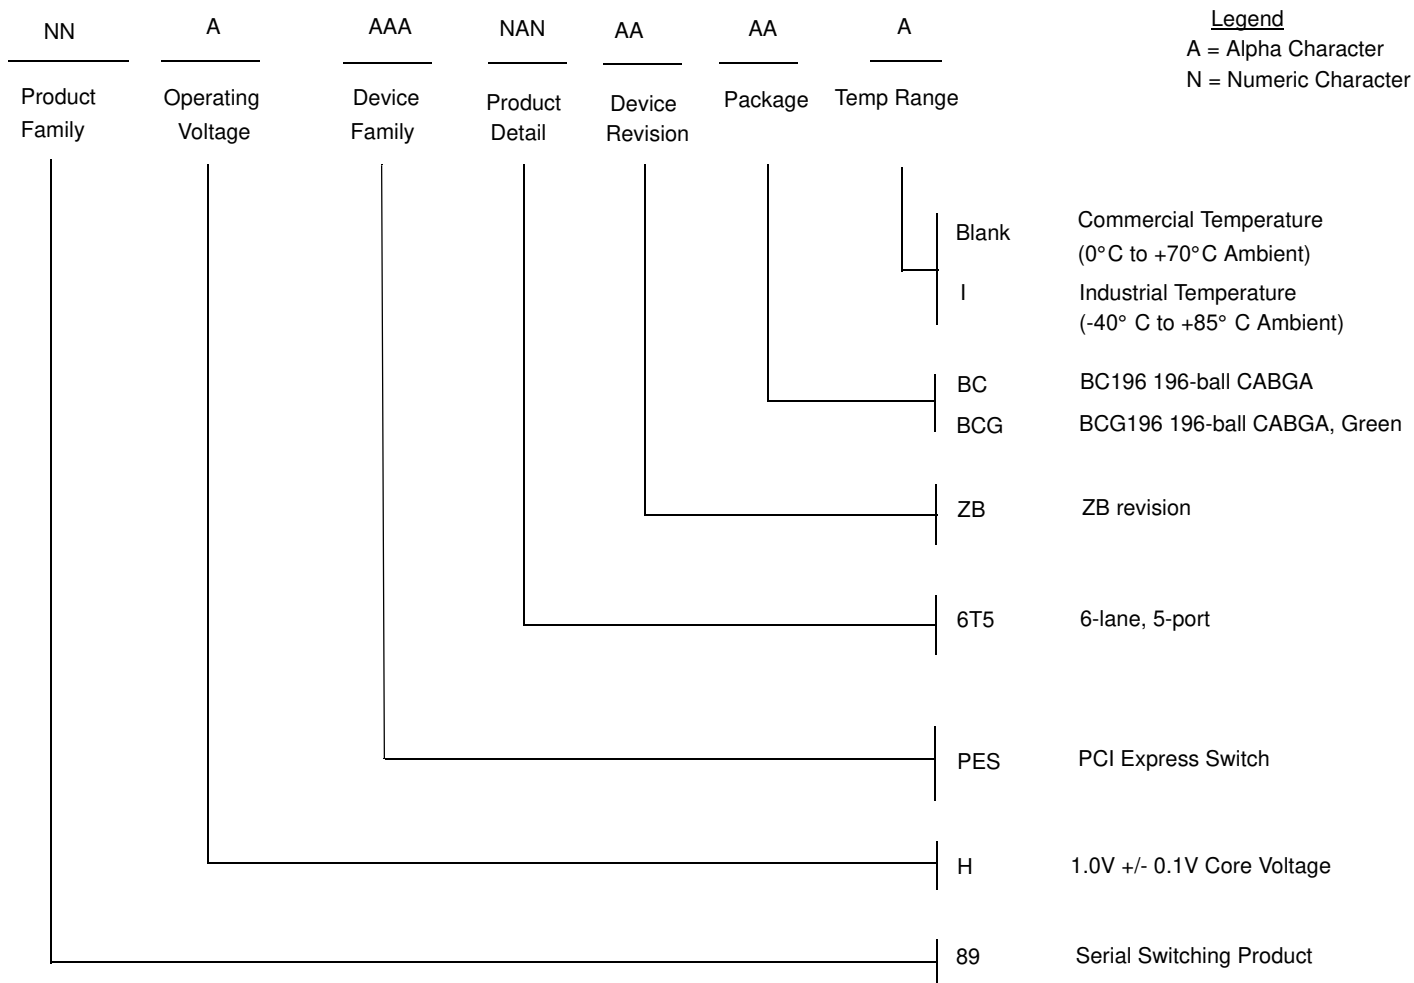 NN A AAA NAN AA AA A
Legend
A = Alpha Character
N = Numeric Character
Product Family
Operating Voltage
Device Family
Product Detail
Device Revision
Package
Temp Range
Blank Commercial Temperature
(0°C to +70°C Ambient)
I Industrial Temperature
(-40° C to +85° C Ambient)
BC BC196 196-ball CABGA
BCG BCG196 196-ball CABGA, Green
ZB ZB revision
6T5 6-lane, 5-port
PES PCI Express Switch
H 1.0V +/- 0.1V Core Voltage
89 Serial Switching Product